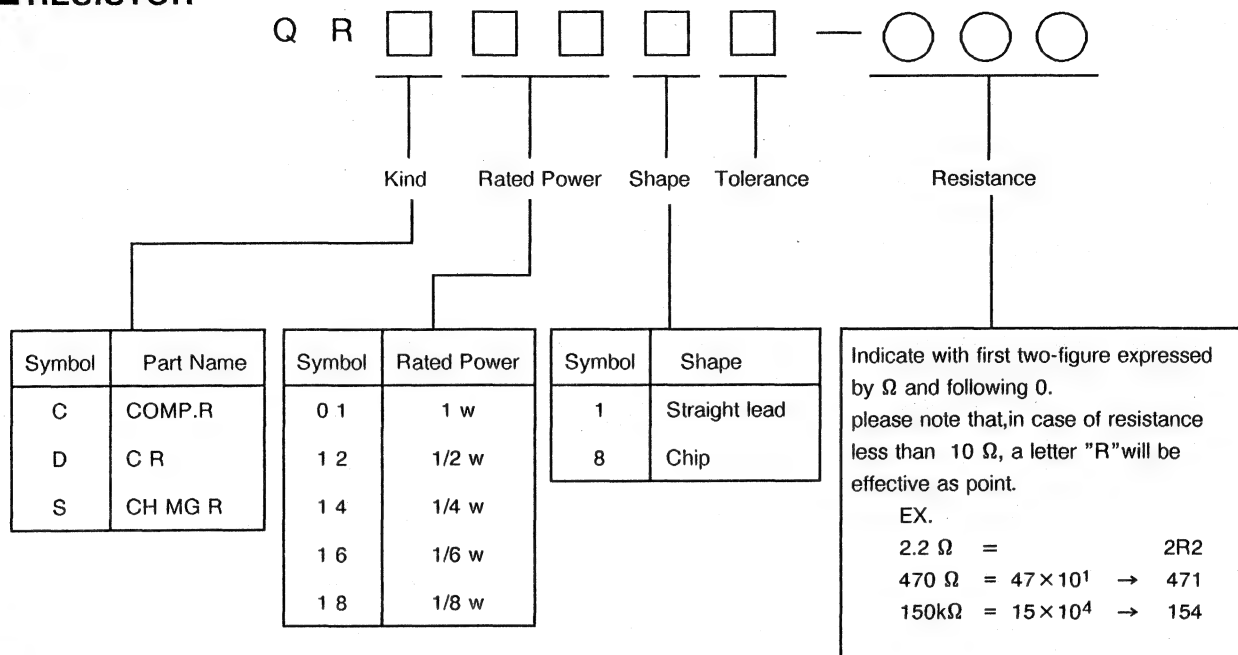 RESISTOR
Q R □ □ □ □ □ — ○ ○ ○
Kind Rated Power Shape Tolerance Resistance
Symbol Part Name
C COMP.R
D C R
S CH MG R
Symbol Rated Power
0 1 1 w
1 2 1/2 w
1 4 1/4 w
1 6 1/6 w
1 8 1/8 w
Symbol Shape
1 Straight lead
8 Chip
Indicate with first two-figure expressed
by Ω and following 0.
please note that,in case of resistance
less than 10 Ω, a letter "R"will be
effective as point.
EX.
2.2 Ω = 2R2
470 Ω = 47×10¹ → 471
150kΩ = 15×10⁴ → 154